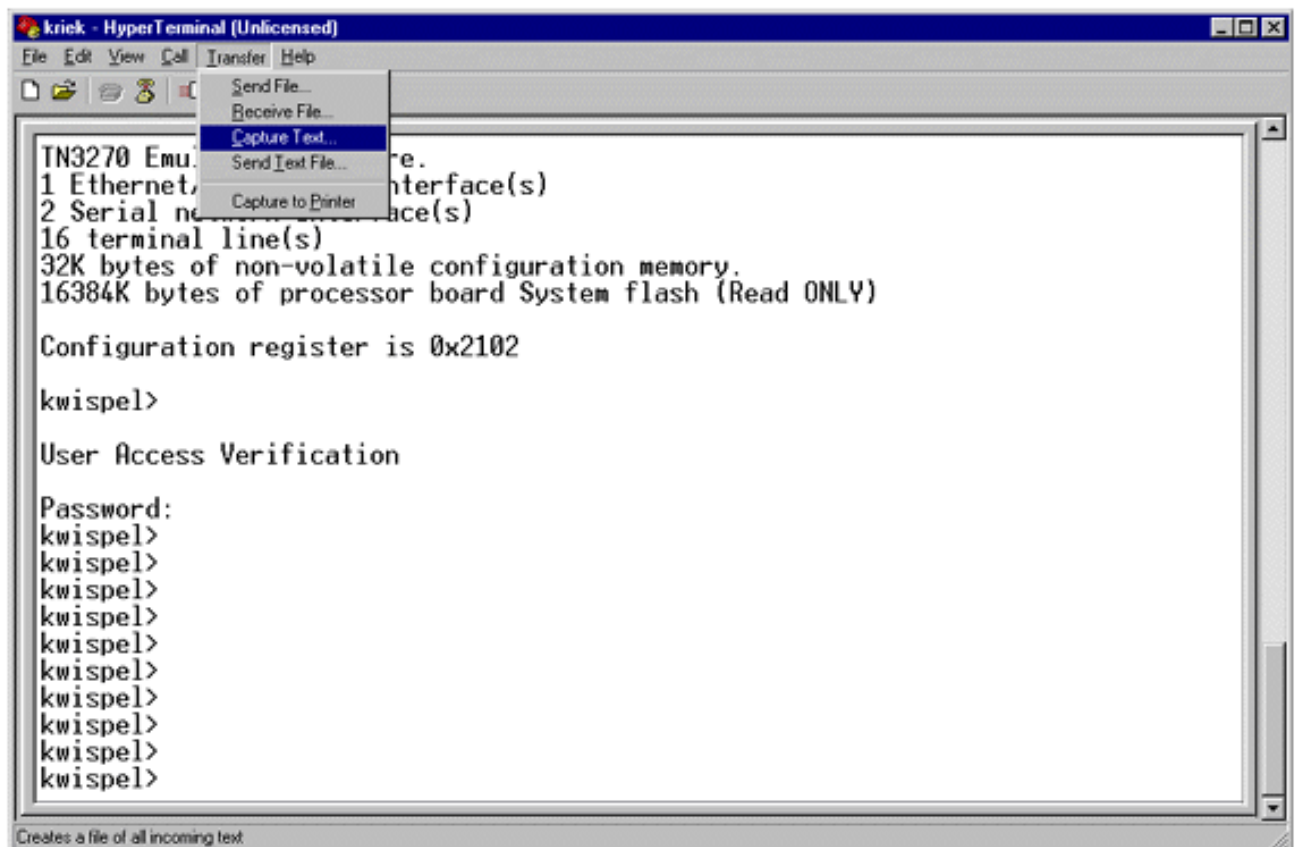 kriek - HyperTerminal (Unlicensed)
File Edit View Call Transfer Help
Send File...
Receive File...
Capture Text...
Send Text File...
Capture to Printer
TN3270 Emu re.
1 Ethernet nterface(s)
2 Serial
16 terminal line(s)
32K bytes of non-volatile configuration memory.
16384K bytes of processor board System flash (Read ONLY)
Configuration register is 0x2102
kwispel>
User Access Verification
Password:
kwispel>
kwispel>
kwispel>
kwispel>
kwispel>
kwispel>
kwispel>
kwispel>
kwispel>
kwispel>
Creates a file of all incoming text